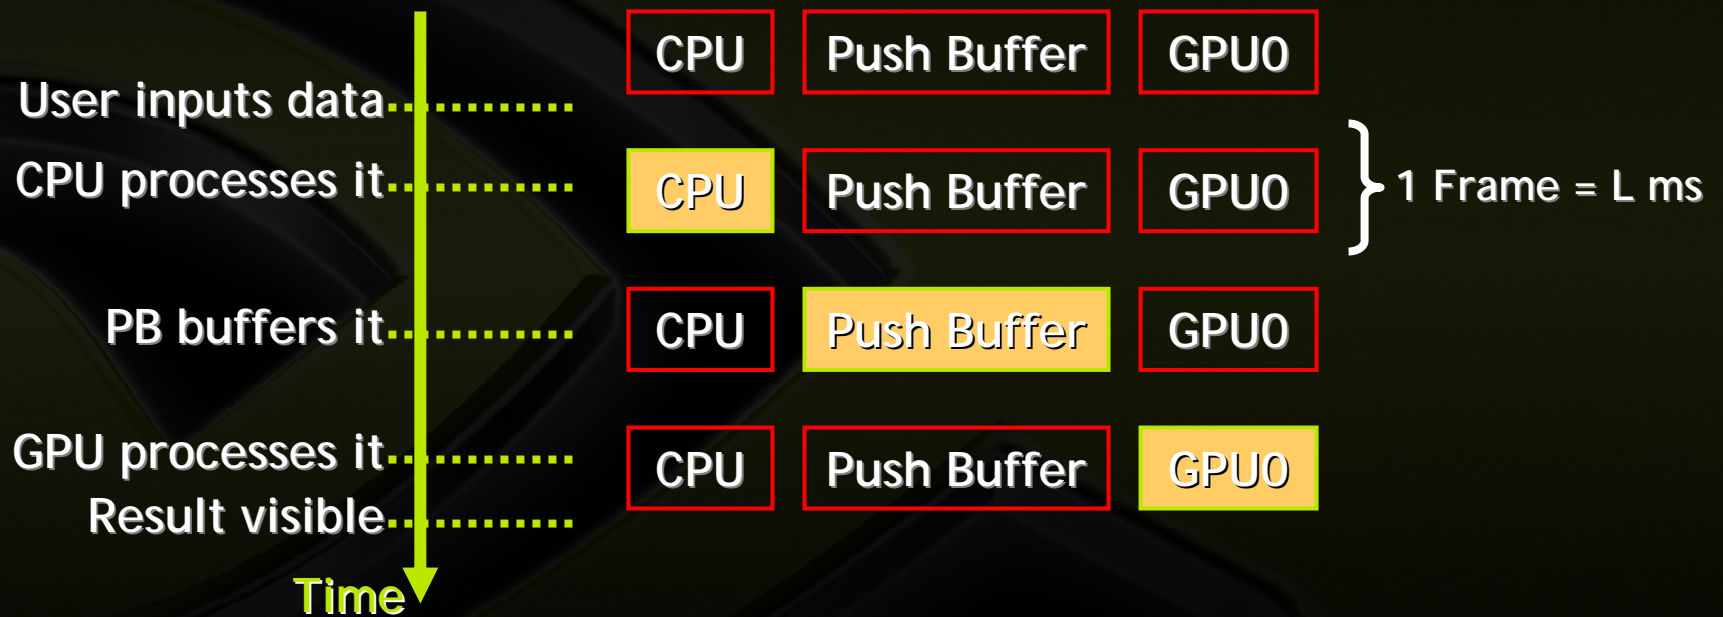 CPU Push Buffer GPU0
User inputs data
CPU processes it CPU Push Buffer GPU0 1 Frame = L ms
PB buffers it CPU Push Buffer GPU0
GPU processes it CPU Push Buffer GPU0
Result visible
Time